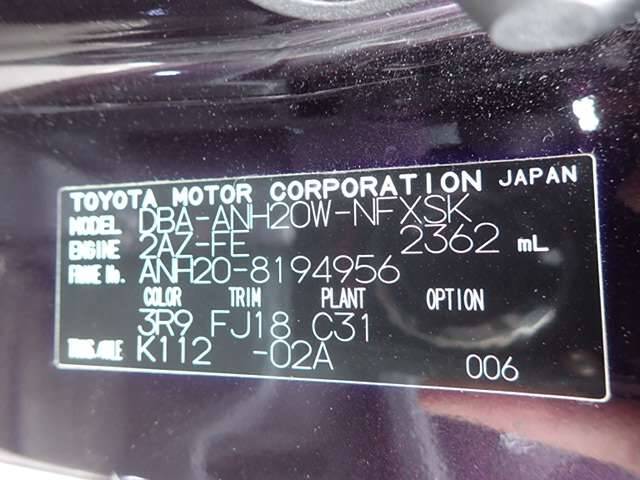 TOYOTA MOTOR CORPORATION JAPAN
MODEL DBA-ANH20W-NFXSK
ENGINE 2AZ-FE 2362 mL
FRAME No. ANH20-8194956
COLOR TRIM PLANT OPTION
3R9 FJ18 C31
TRANS.AXLE K112 -02A 006